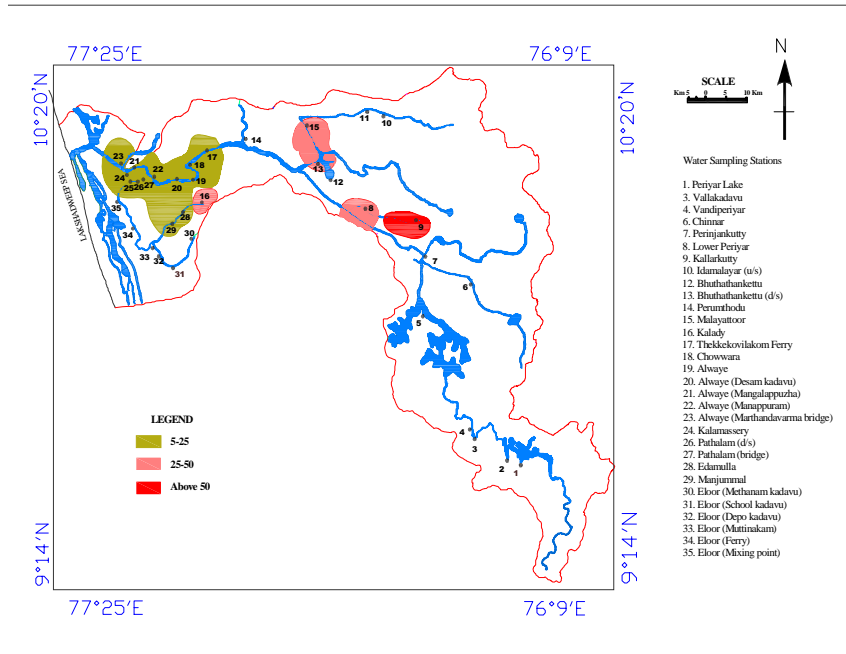 77°25'E
76°9'E
N
10°20'N
10°20'N
SCALE
Km 5 0 5 10 Km
LAKSHADWEEP SEA
Water Sampling Stations
1. Periyar Lake
3. Vallakadavu
4. Vandiperiyar
6. Chinnar
7. Perinjankutty
8. Lower Periyar
9. Kallarkutty
10. Idamalayar (u/s)
12. Bhuthathankettu
13. Bhuthathankettu (d/s)
14. Perumthodu
15. Malayattoor
16. Kalady
17. Thekkekovilakom Ferry
18. Chowwara
19. Alwaye
20. Alwaye (Desam kadavu)
21. Alwaye (Mangalappuzha)
22. Alwaye (Manappuram)
23. Alwaye (Marthandavarma bridge)
24. Kalamassery
26. Pathalam (d/s)
27. Pathalam (bridge)
28. Edamulla
29. Manjummal
30. Eloor (Methanam kadavu)
31. Eloor (School kadavu)
32. Eloor (Depo kadavu)
33. Eloor (Muttinakam)
34. Eloor (Ferry)
35. Eloor (Mixing point)
11
10
15
14
17
23
21
18
13
22
24
25
26
27
20
19
12
16
35
8
28
9
29
34
30
33
32
31
7
6
5
4
3
2
1
LEGEND
5-25
25-50
Above 50
9°14'N
9°14'N
77°25'E
76°9'E